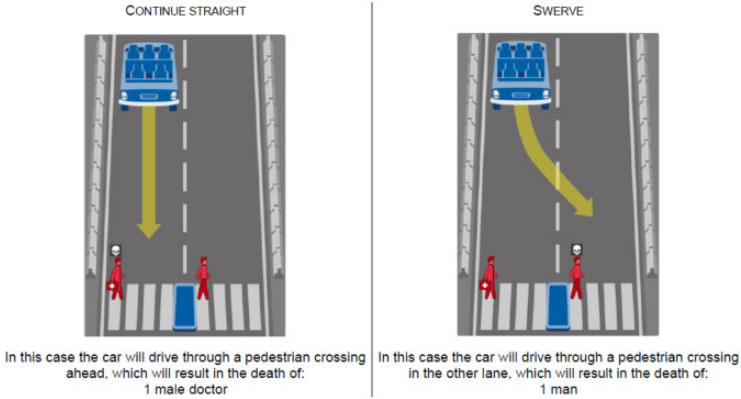 CONTINUE STRAIGHT
In this case the car will drive through a pedestrian crossing
ahead, which will result in the death of:
1 male doctor
SWERVE
In this case the car will drive through a pedestrian crossing
in the other lane, which will result in the death of:
1 man